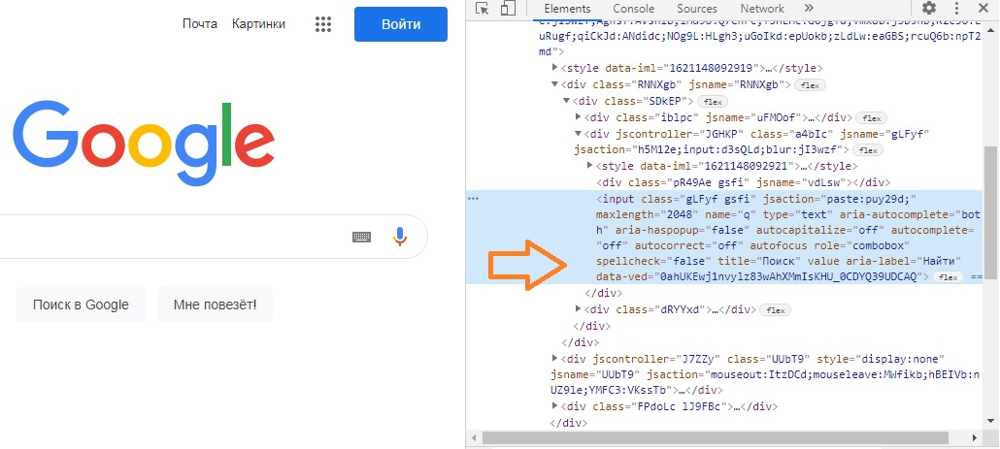 Почта Картинки Войти
Google
Поиск в Google Мне повезёт!
Elements Console Sources Network »
uRugf;qiCkJd:ANdidc;NOg9L:HLgh3;uGoIkd:epUokb;zLdLw:eaGBS;rcuQ6b:npT2
md">
<style data-iml="1621148092919">…</style>
<div class="RNNXgb" jsname="RNNXgb"> flex
<div class="SDkEP"> flex
<div class="iblpc" jsname="uFMOof">…</div> flex
<div jscontroller="JGHKP" class="a4bIc" jsname="gLFyf"
jsaction="h5M12e;input:d3sQLd;blur:jI3wzf"> flex
<style data-iml="1621148092921">…</style>
<div class="pR49Ae gsfi" jsname="vdLsw"></div>
… <input class="gLFyf gsfi" jsaction="paste:puy29d;"
maxlength="2048" name="q" type="text" aria-autocomplete="bot
h" aria-haspopup="false" autocapitalize="off" autocomplete=
"off" autocorrect="off" autofocus role="combobox"
spellcheck="false" title="Поиск" value aria-label="Найти"
data-ved="0ahUKEwj1nvylz83wAhXMmIsKHU_0CDYQ39UDCAQ"> flex ==
</div>
<div class="dRYYxd">…</div> flex
</div>
</div>
<div jscontroller="J7ZZy" class="UUbT9" style="display:none"
jsname="UUbT9" jsaction="mouseout:ItzDCd;mouseleave:MWfikb;hBEIVb:n
UZ9le;YMFC3:VKssTb">…</div>
<div class="FPdoLc lJ9FBc">…</div>
</div>